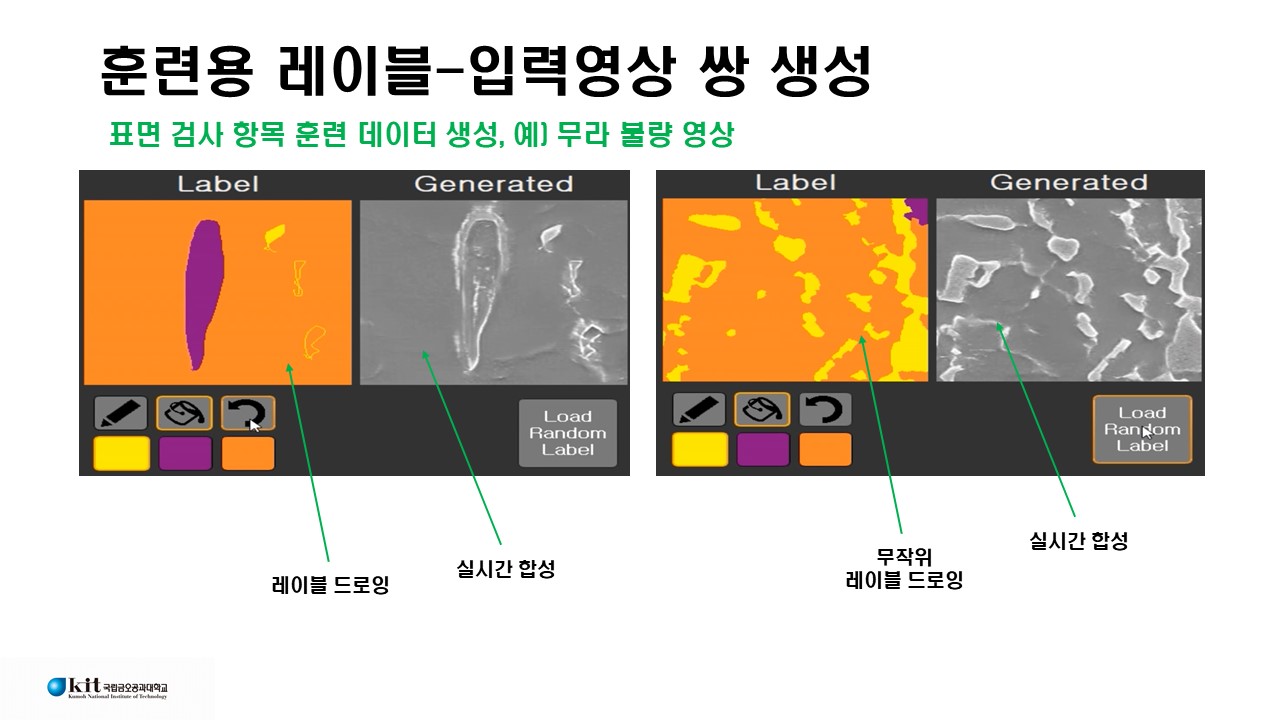 훈련용 레이블-입력영상 쌍 생성
표면 검사 항목 훈련 데이터 생성, 예) 무라 불량 영상
Label
Generated
Load
Random
Label
Label
Generated
Load
Random
Label
레이블 드로잉
실시간 합성
무작위
레이블 드로잉
실시간 합성
kit 국립금오공과대학교
Kumoh National Institute of Technology